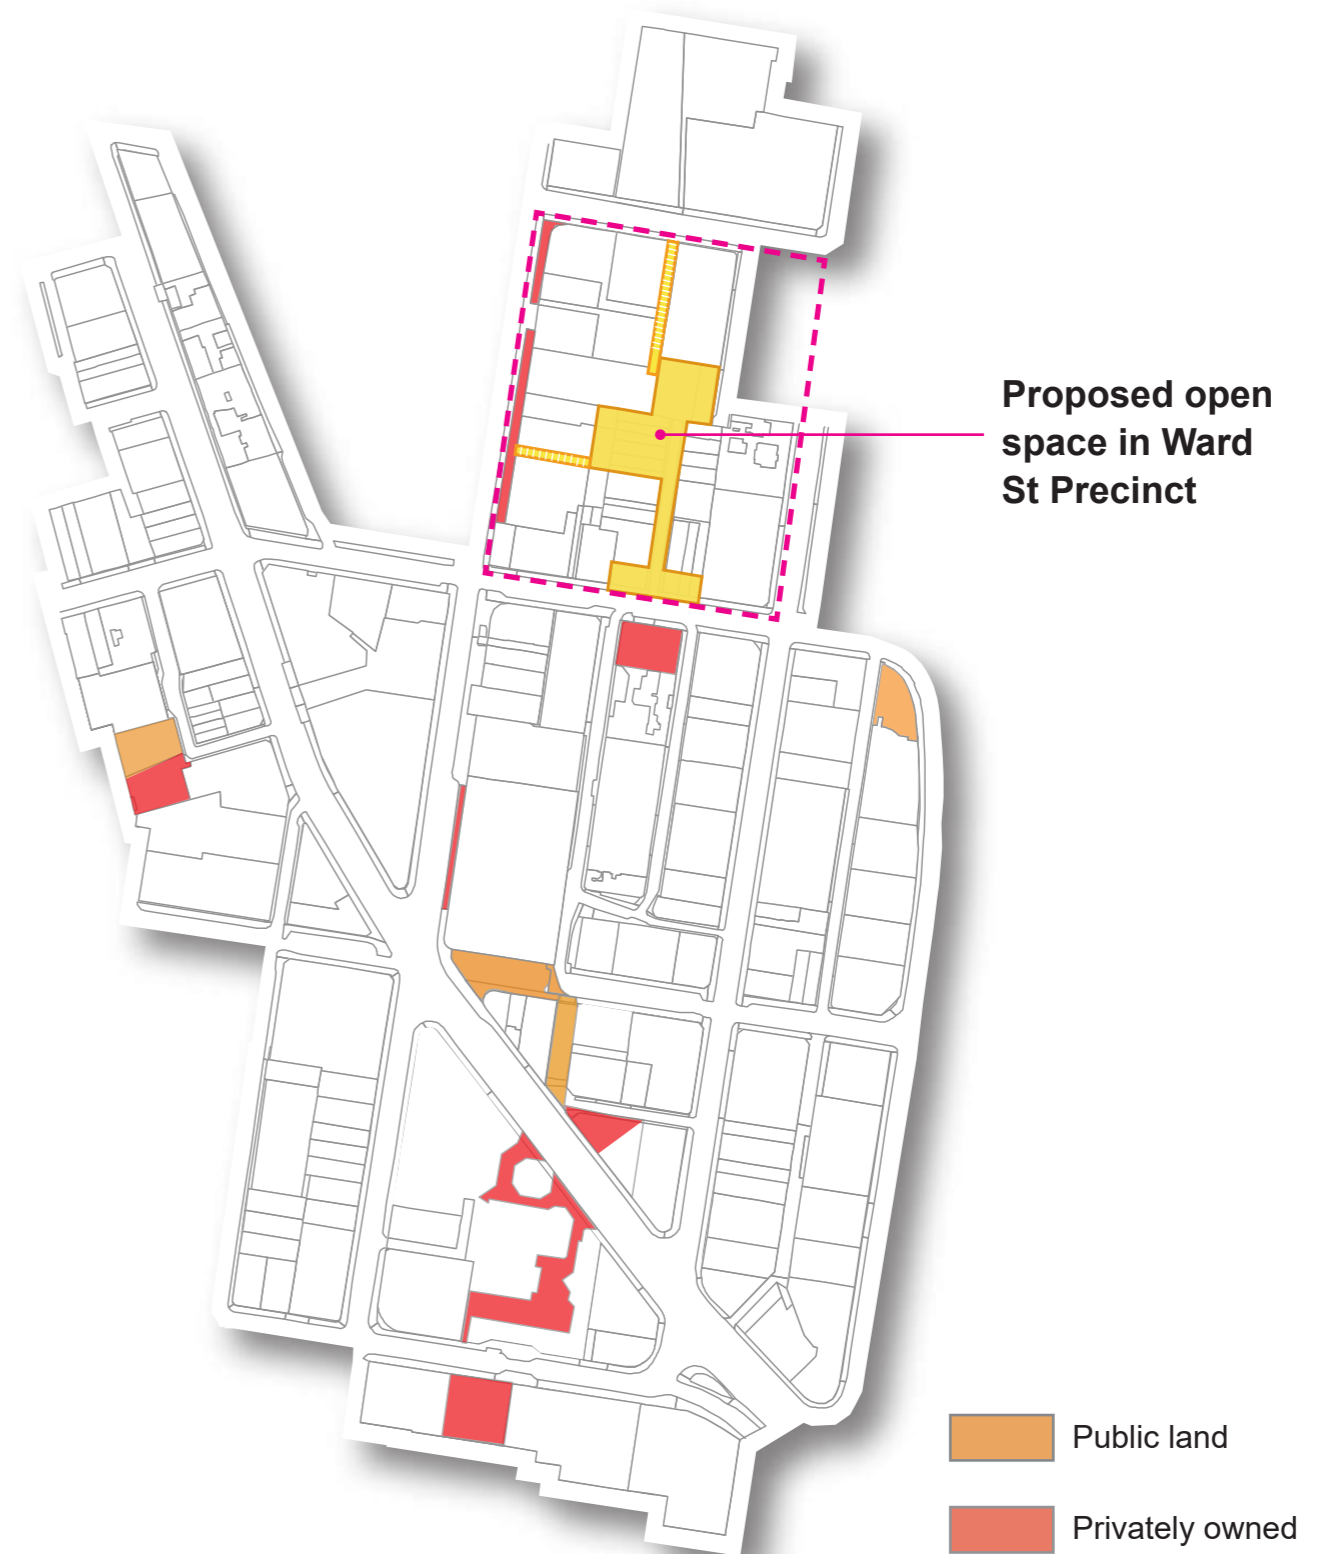 Proposed open
space in Ward
St Precinct
Public land
Privately owned